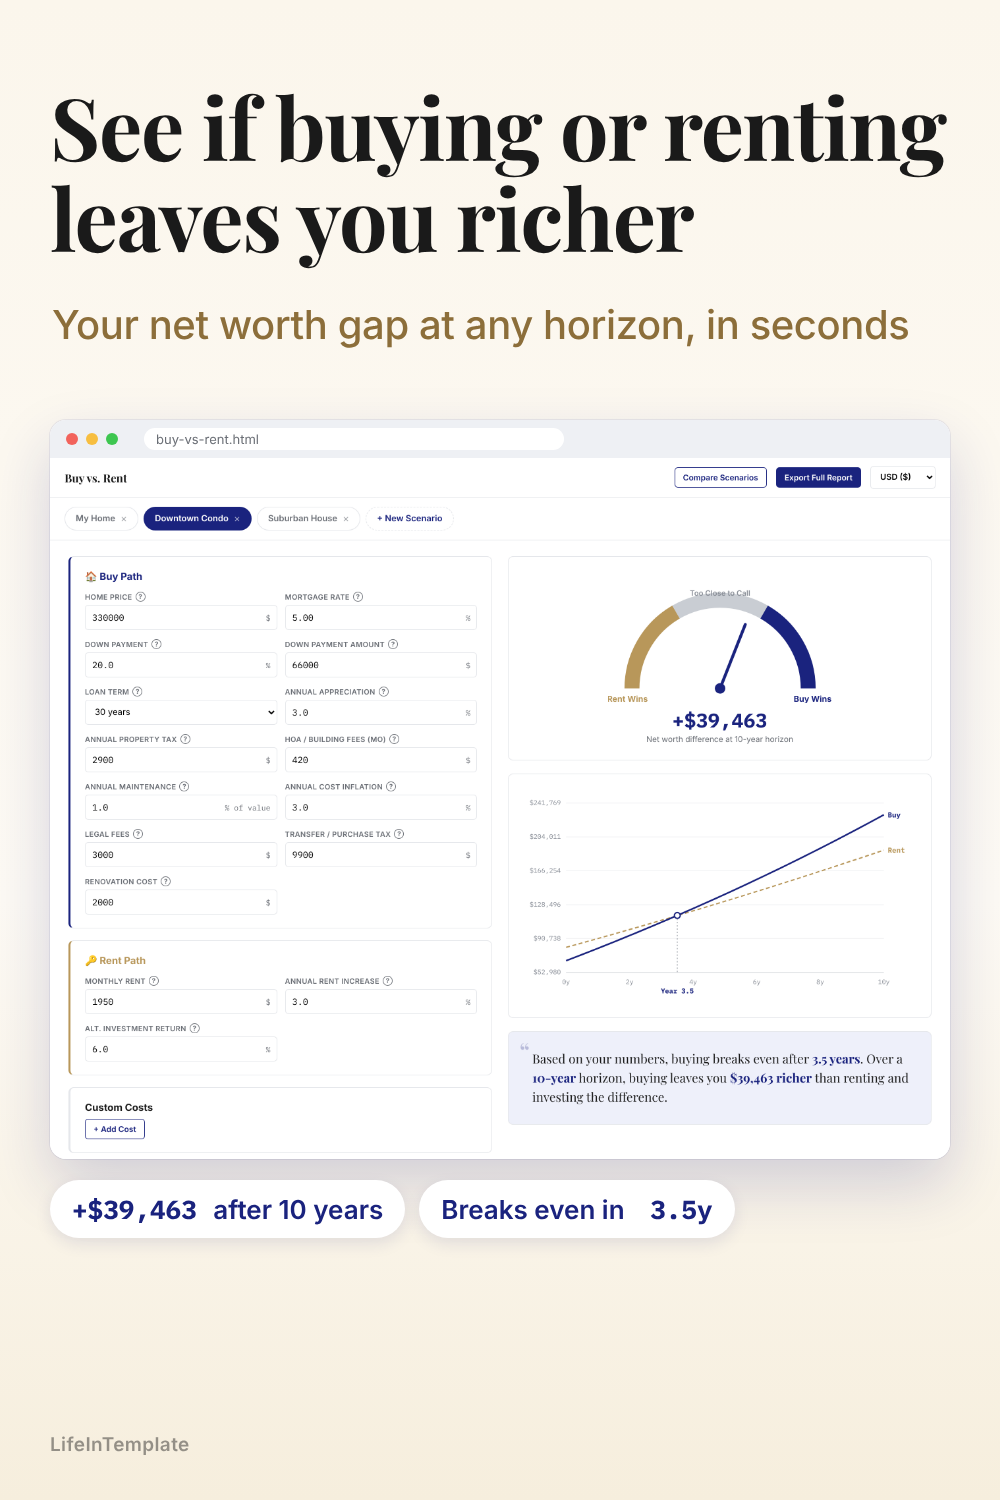 See if buying or renting
leaves you richer
Your net worth gap at any horizon, in seconds
buy-vs-rent.html
Buy vs. Rent
Compare Scenarios
Export Full Report
USD ($)
My Home ×
Downtown Condo ×
Suburban House ×
+ New Scenario
🏠 Buy Path
HOME PRICE ?
MORTGAGE RATE ?
330000 $
5.00 %
DOWN PAYMENT ?
DOWN PAYMENT AMOUNT ?
20.0 %
66000 $
LOAN TERM ?
ANNUAL APPRECIATION ?
30 years
3.0 %
ANNUAL PROPERTY TAX ?
HOA / BUILDING FEES (MO) ?
2900 $
420 $
ANNUAL MAINTENANCE ?
ANNUAL COST INFLATION ?
1.0 % of value
3.0 %
LEGAL FEES ?
TRANSFER / PURCHASE TAX ?
3000 $
9900 $
RENOVATION COST ?
2000 $
🔑 Rent Path
MONTHLY RENT ?
ANNUAL RENT INCREASE ?
1950 $
3.0 %
ALT. INVESTMENT RETURN ?
6.0 %
Custom Costs
+ Add Cost
Too Close to Call
Rent Wins
Buy Wins
+$39,463
Net worth difference at 10-year horizon
$241,769
$204,011
$166,254
$128,496
$90,738
$52,980
Buy
Rent
0y 2y 4y 6y 8y 10y
Year 3.5
“
Based on your numbers, buying breaks even after 3.5 years. Over a
10-year horizon, buying leaves you $39,463 richer than renting and
investing the difference.
+$39,463 after 10 years
Breaks even in 3.5y
LifeInTemplate